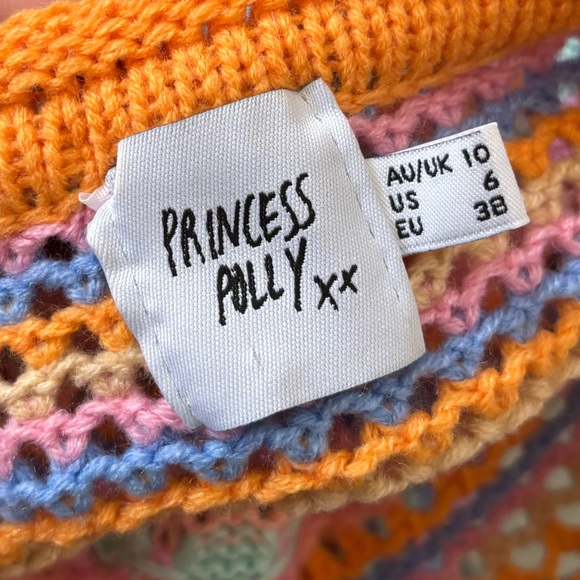 PRINCESS
POLLY xx
AU/UK 10
US 6
EU 38